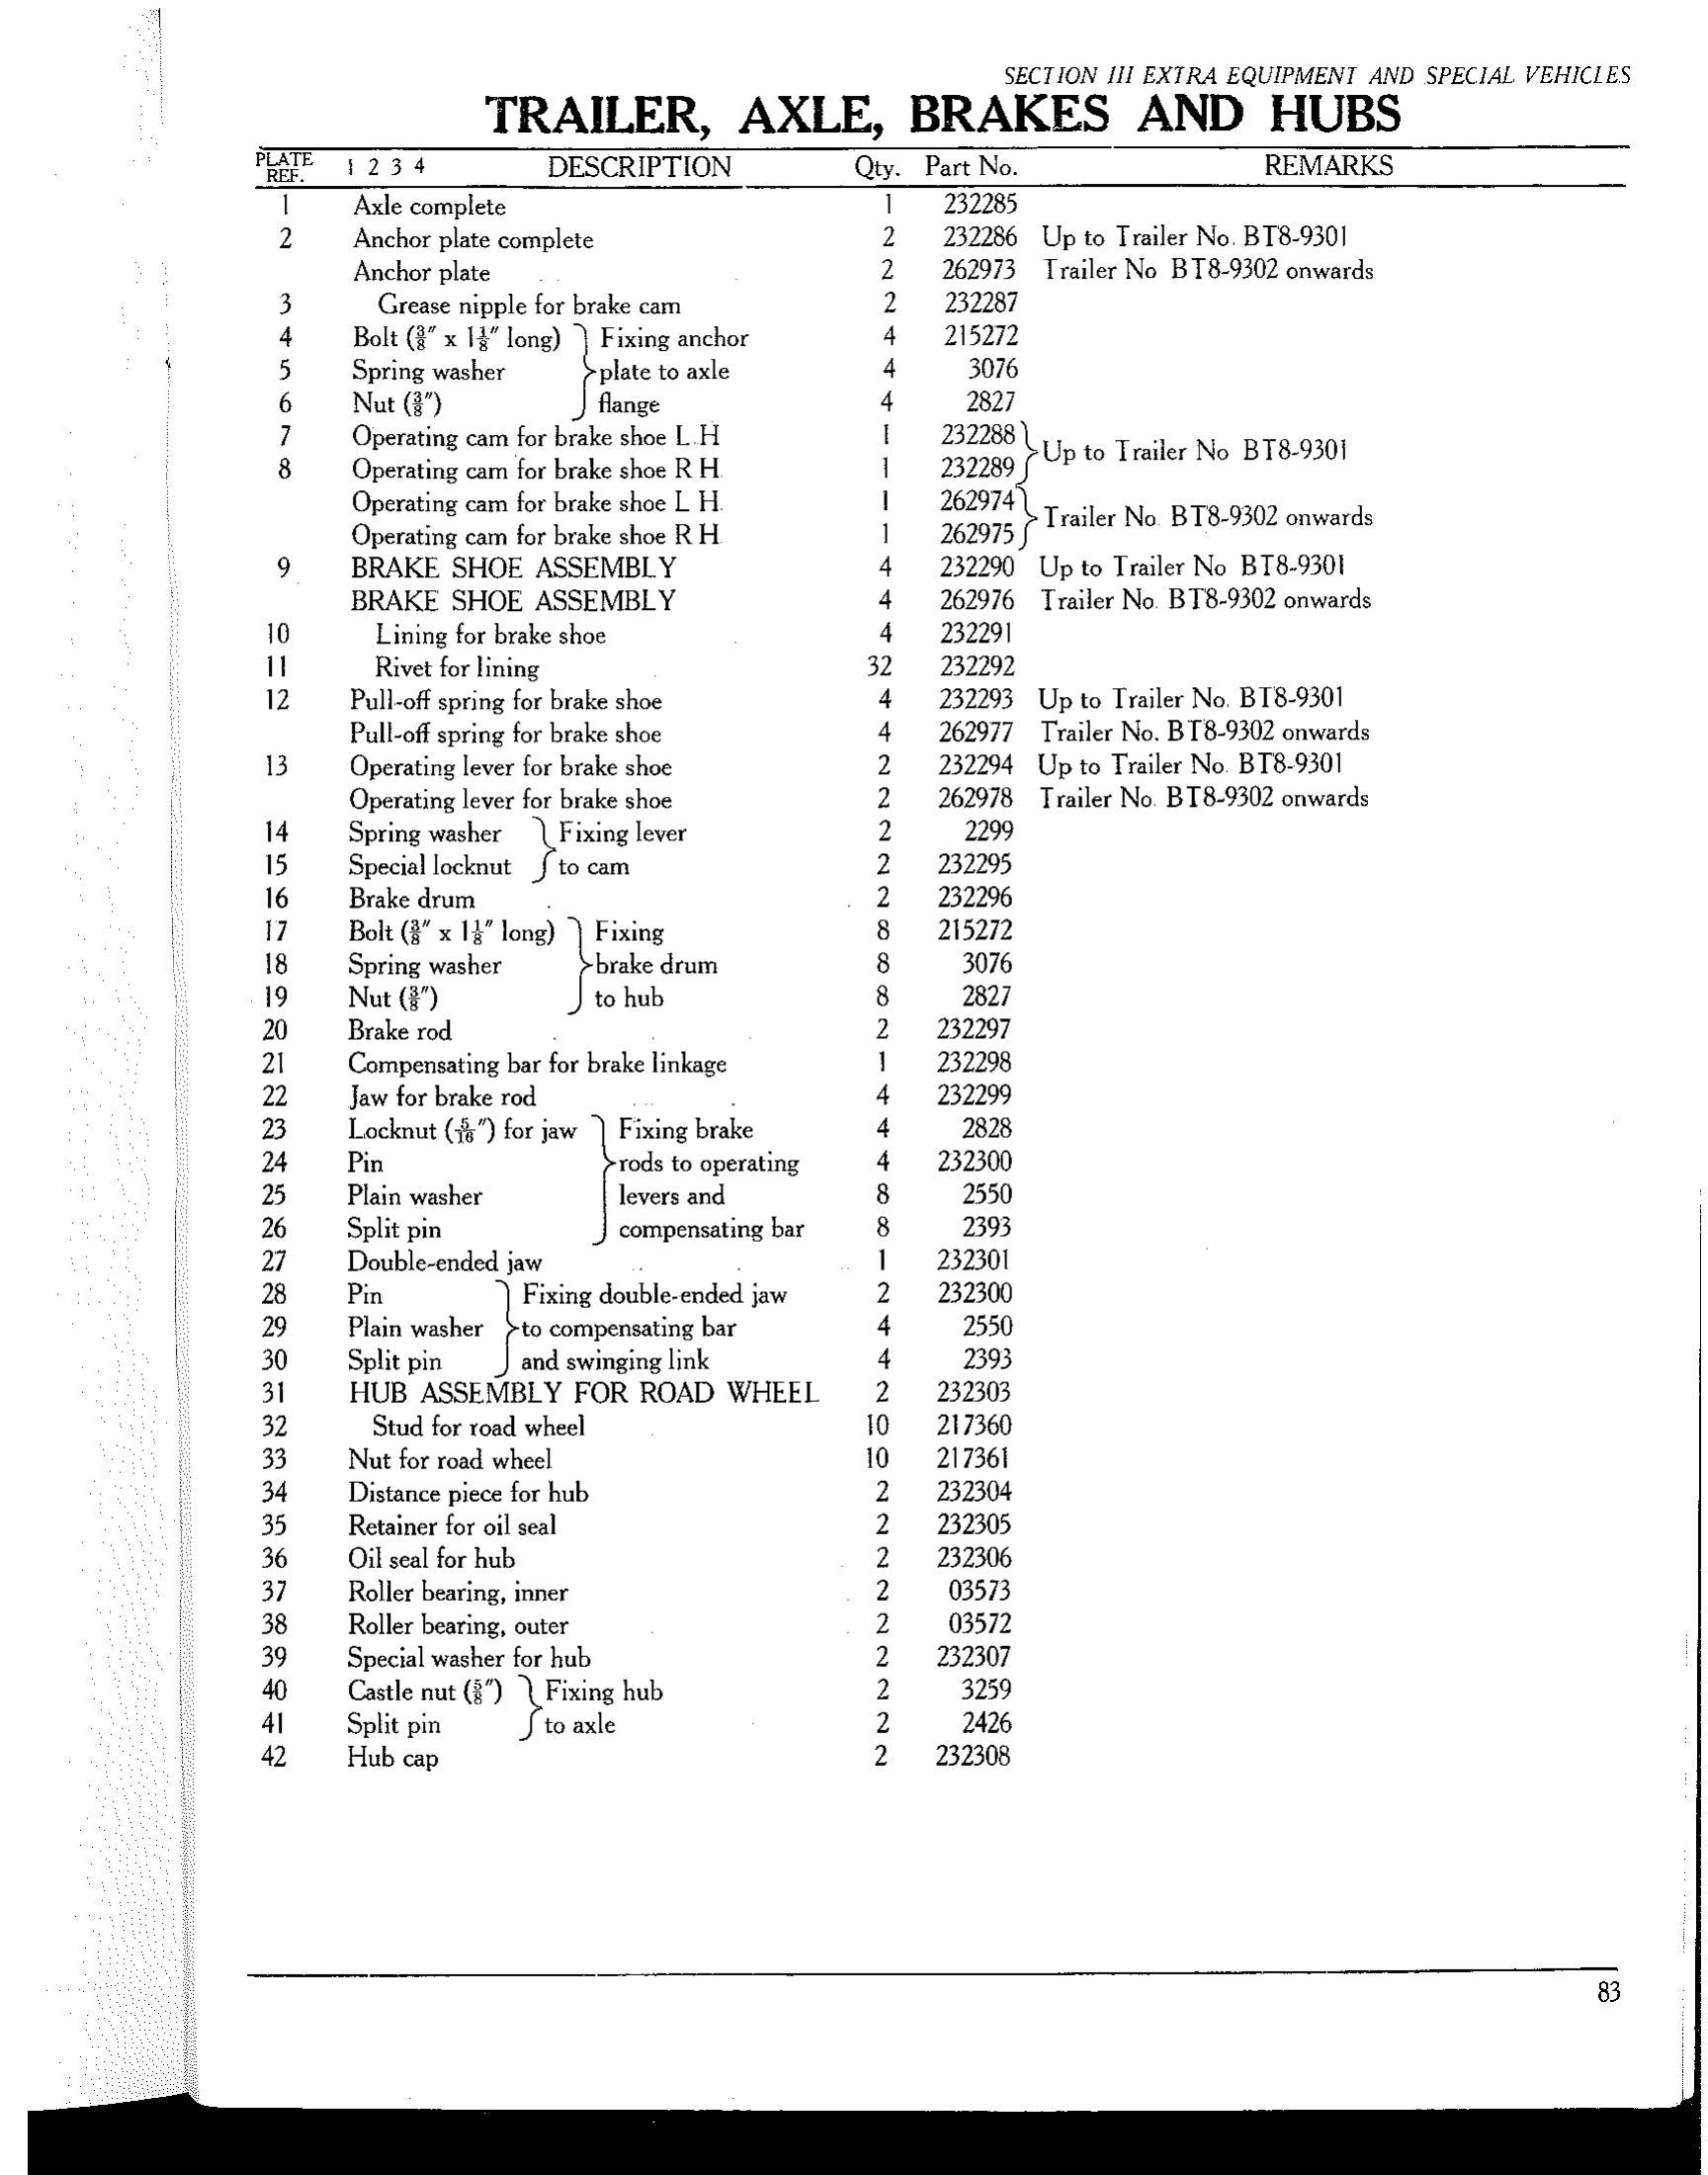 SECTION III EXTRA EQUIPMENT AND SPECIAL VEHICLES
TRAILER, AXLE, BRAKES AND HUBS
PLATE REF. 1 2 3 4 DESCRIPTION Qty. Part No. REMARKS
1 Axle complete 1 232285
2 Anchor plate complete 2 232286 Up to Trailer No. BT8-9301
Anchor plate 2 262973 Trailer No BT8-9302 onwards
3 Grease nipple for brake cam 2 232287
4 Bolt (⅜″ x 1⅛″ long) Fixing anchor 4 215272
5 Spring washer plate to axle 4 3076
6 Nut (⅜″) flange 4 2827
7 Operating cam for brake shoe L.H 1 232288
8 Operating cam for brake shoe R H. 1 232289 Up to Trailer No BT8-9301
Operating cam for brake shoe L H. 1 262974
Operating cam for brake shoe R H. 1 262975 Trailer No. BT8-9302 onwards
9 BRAKE SHOE ASSEMBLY 4 232290 Up to Trailer No BT8-9301
BRAKE SHOE ASSEMBLY 4 262976 Trailer No. BT8-9302 onwards
10 Lining for brake shoe 4 232291
11 Rivet for lining 32 232292
12 Pull-off spring for brake shoe 4 232293 Up to Trailer No. BT8-9301
Pull-off spring for brake shoe 4 262977 Trailer No. BT8-9302 onwards
13 Operating lever for brake shoe 2 232294 Up to Trailer No. BT8-9301
Operating lever for brake shoe 2 262978 Trailer No. BT8-9302 onwards
14 Spring washer Fixing lever 2 2299
15 Special locknut to cam 2 232295
16 Brake drum 2 232296
17 Bolt (⅜″ x 1⅛″ long) Fixing 8 215272
18 Spring washer brake drum 8 3076
19 Nut (⅜″) to hub 8 2827
20 Brake rod 2 232297
21 Compensating bar for brake linkage 1 232298
22 Jaw for brake rod 4 232299
23 Locknut (5/16″) for jaw Fixing brake 4 2828
24 Pin rods to operating 4 232300
25 Plain washer levers and 8 2550
26 Split pin compensating bar 8 2393
27 Double-ended jaw 1 232301
28 Pin Fixing double-ended jaw 2 232300
29 Plain washer to compensating bar 4 2550
30 Split pin and swinging link 4 2393
31 HUB ASSEMBLY FOR ROAD WHEEL 2 232303
32 Stud for road wheel 10 217360
33 Nut for road wheel 10 217361
34 Distance piece for hub 2 232304
35 Retainer for oil seal 2 232305
36 Oil seal for hub 2 232306
37 Roller bearing, inner 2 03573
38 Roller bearing, outer 2 03572
39 Special washer for hub 2 232307
40 Castle nut (⅝″) Fixing hub 2 3259
41 Split pin to axle 2 2426
42 Hub cap 2 232308
83